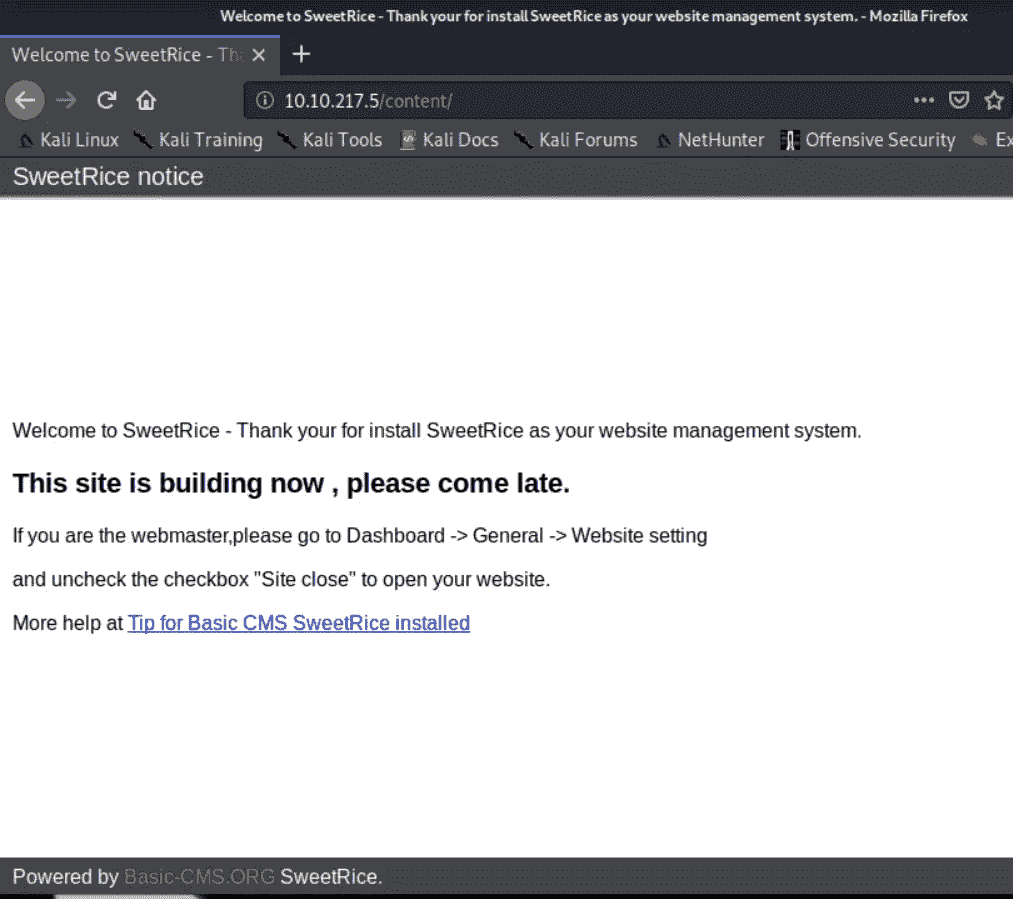 Welcome to SweetRice - Thank your for install SweetRice as your website management system. - Mozilla Firefox
Welcome to SweetRice - Tha
10.10.217.5/content/
Kali Linux Kali Training Kali Tools Kali Docs Kali Forums NetHunter Offensive Security Ex
SweetRice notice
Welcome to SweetRice - Thank your for install SweetRice as your website management system.
This site is building now , please come late.
If you are the webmaster,please go to Dashboard -> General -> Website setting
and uncheck the checkbox "Site close" to open your website.
More help at Tip for Basic CMS SweetRice installed
Powered by Basic-CMS.ORG SweetRice.